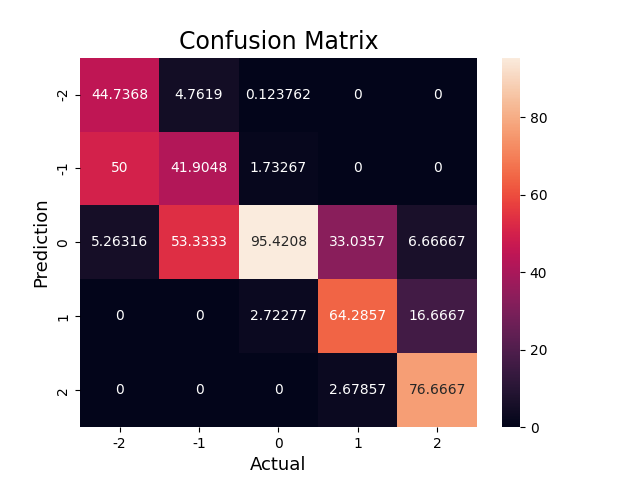 Confusion Matrix
-2 44.7368 4.7619 0.123762 0 0
-1 50 41.9048 1.73267 0 0
0 5.26316 53.3333 95.4208 33.0357 6.66667
1 0 0 2.72277 64.2857 16.6667
2 0 0 0 2.67857 76.6667
-2 -1 0 1 2
Prediction
Actual
80
60
40
20
0